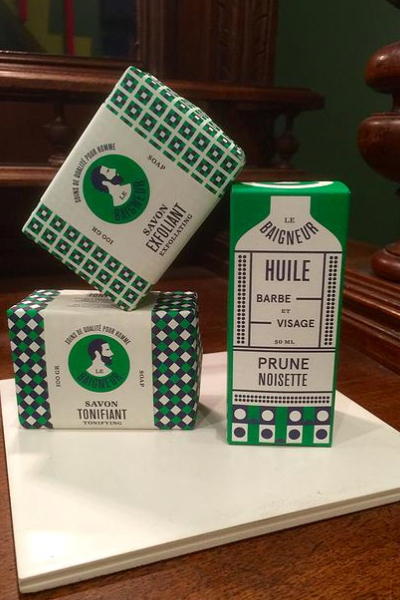 SOINS DE QUALITÉ POUR HOMME
LE
BAIGNEUR
SOAP
100 GR
SAVON
EXFOLIANT
EXFOLIATING
TONIFIANT
SOINS DE QUALITÉ POUR HOMME
LE
BAIGNEUR
100 GR
SOAP
SAVON
TONIFIANT
TONIFYING
LE
BAIGNEUR
HUILE
BARBE
ET
VISAGE
50 ML
PRUNE
NOISETTE